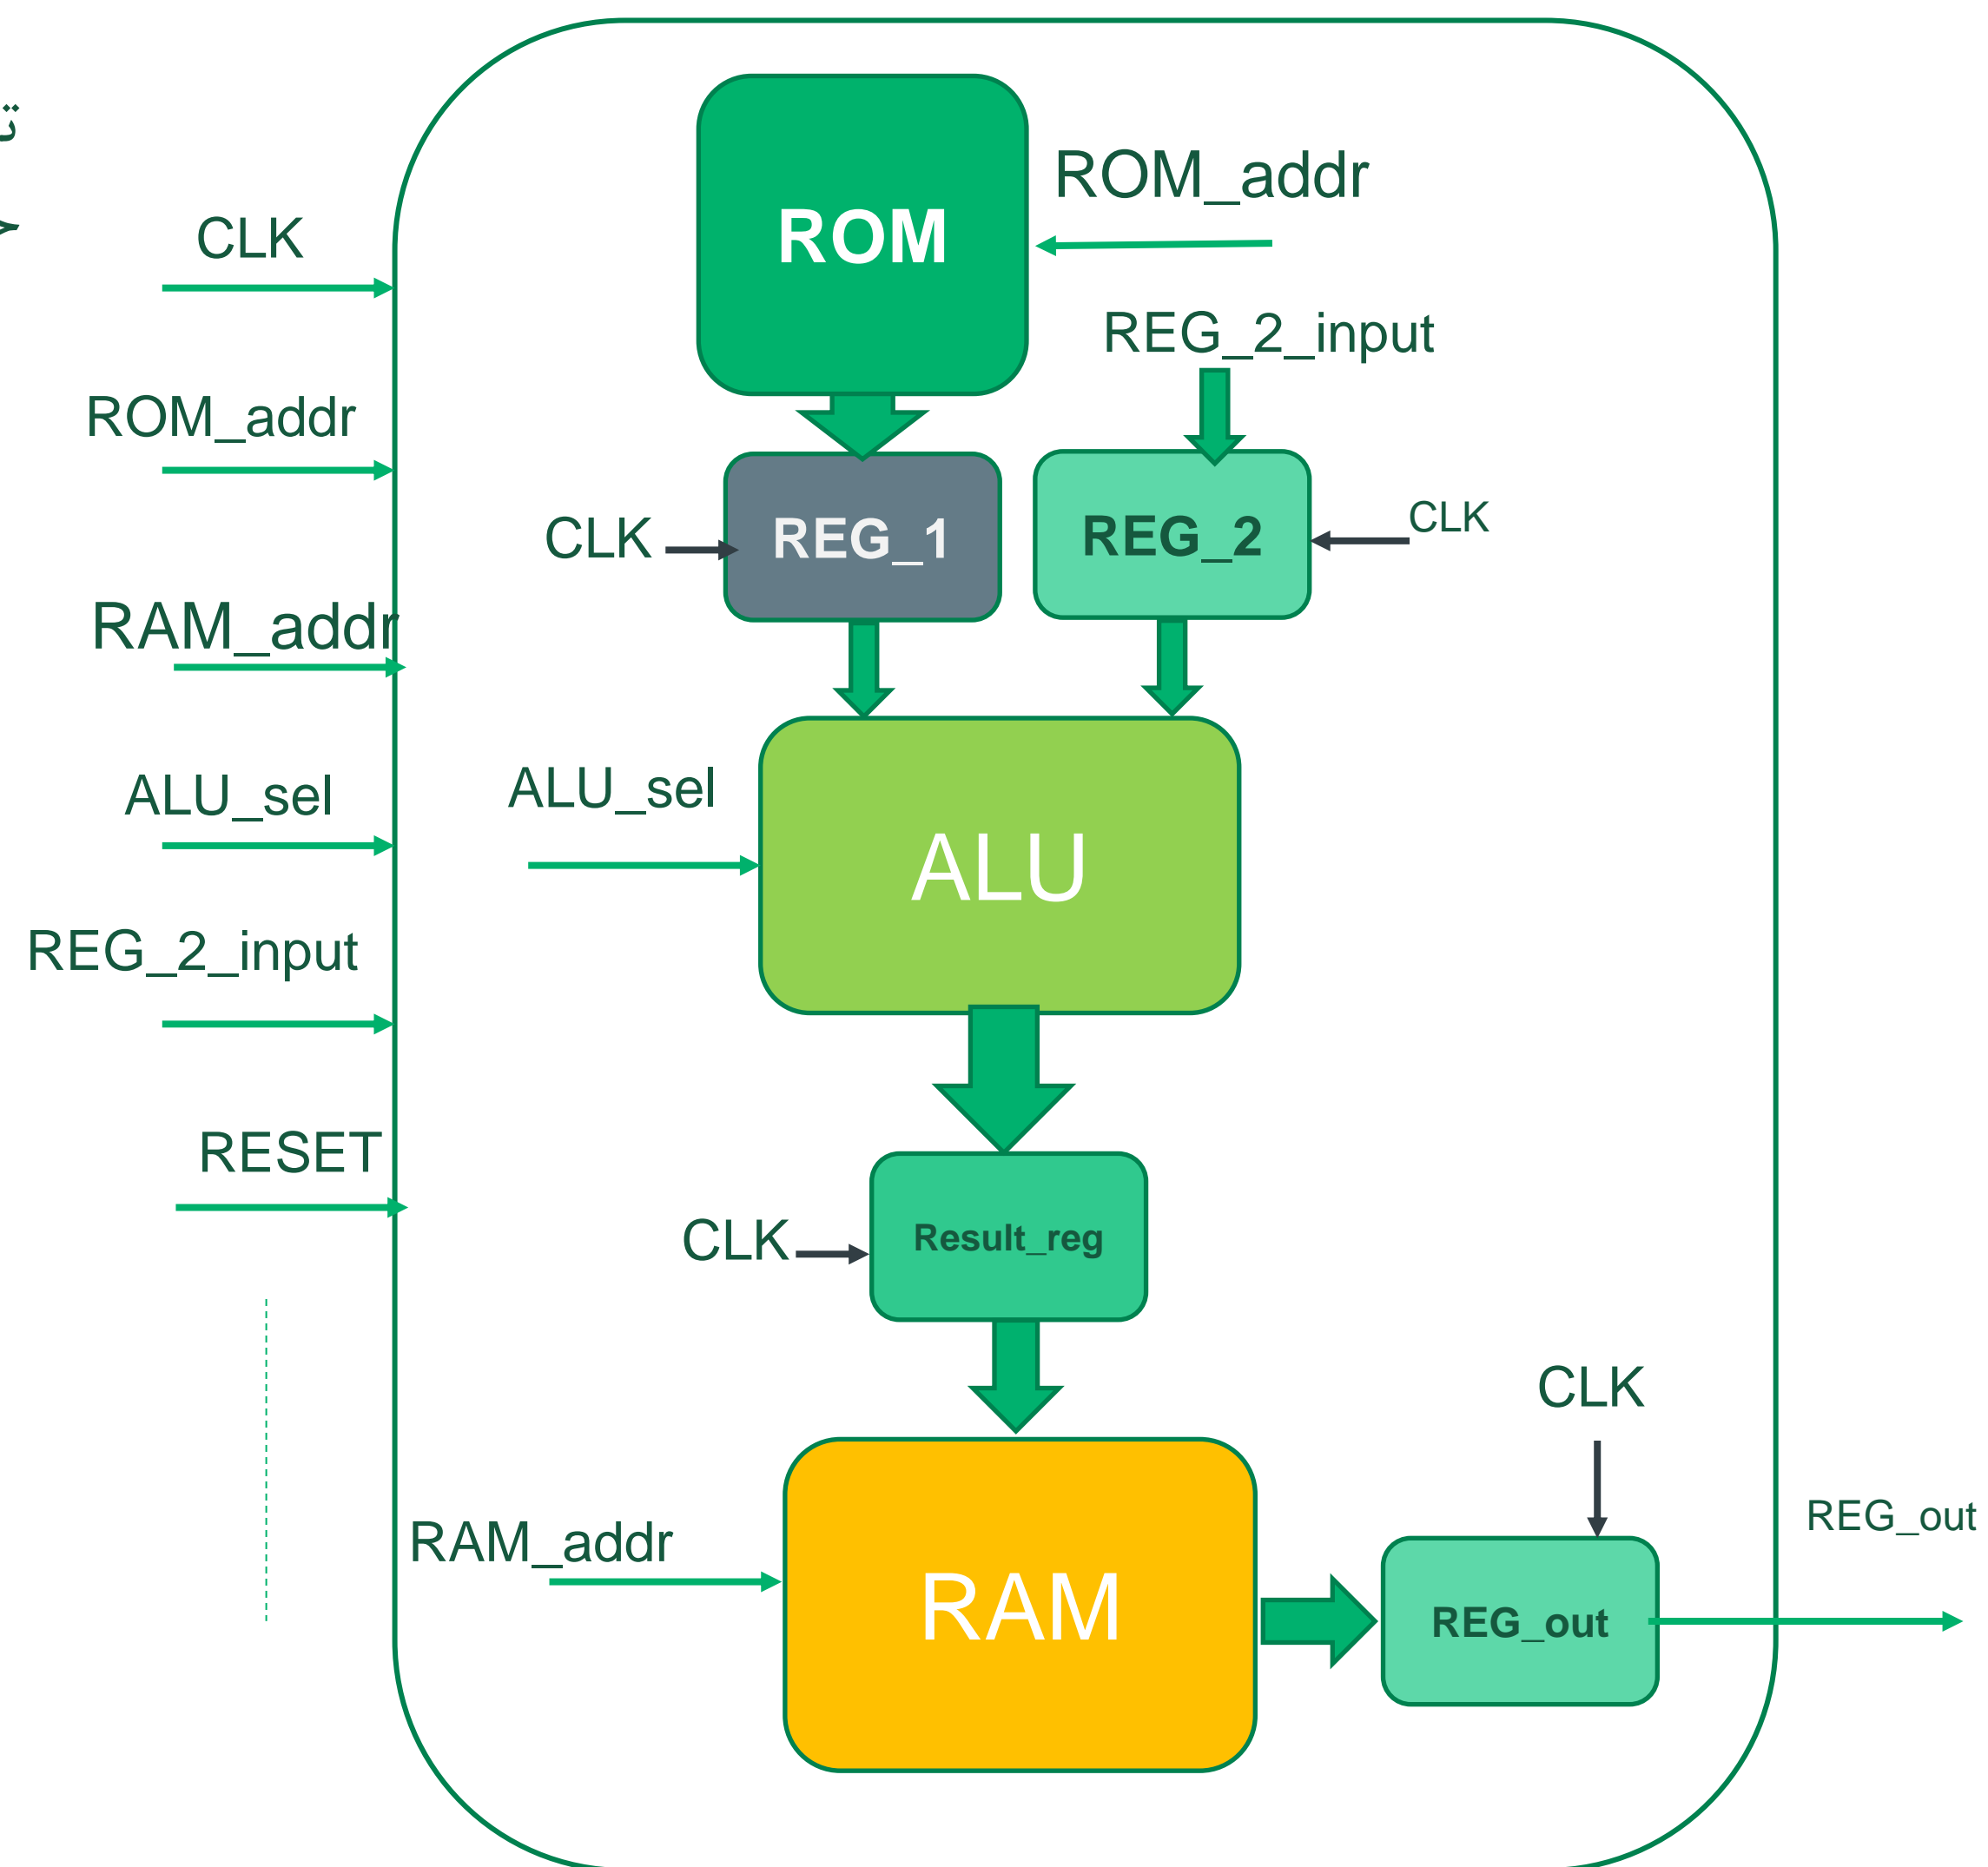 ROM_addr
CLK
ROM
REG_2_input
ROM_addr
CLK
REG_1
REG_2
CLK
RAM_addr
ALU_sel
ALU_sel
ALU
REG_2_input
RESET
CLK
Result_reg
CLK
REG_out
RAM_addr
RAM
REG_out